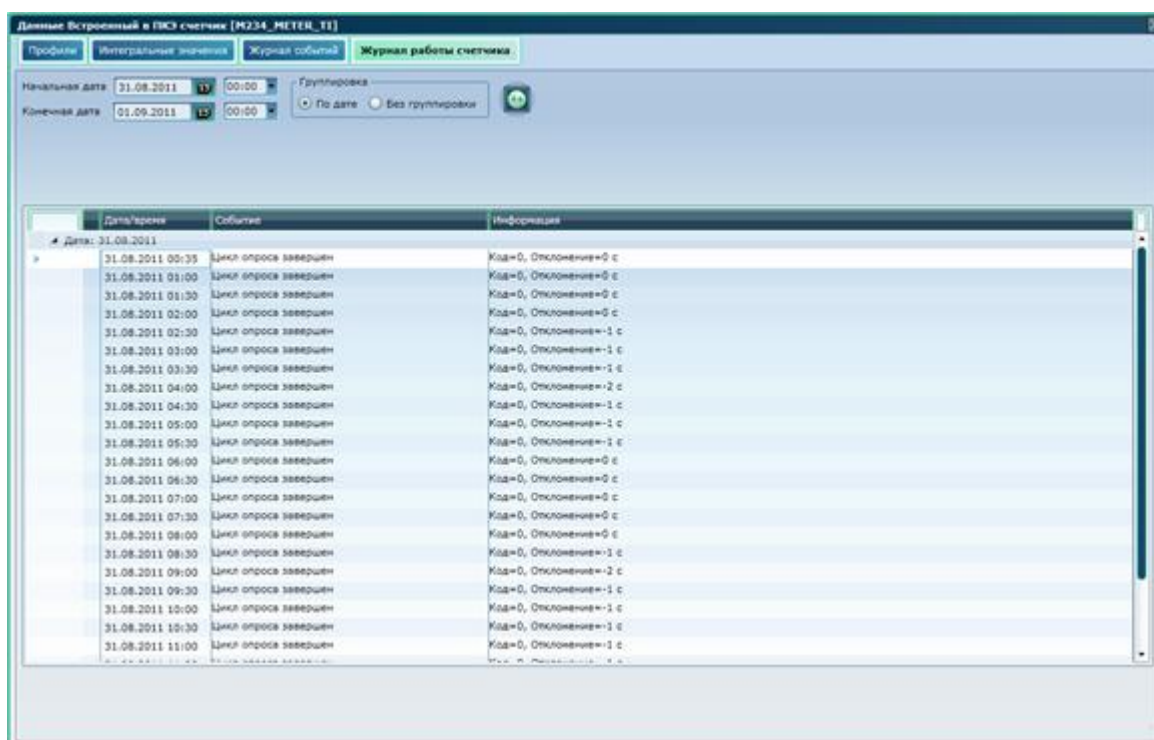 Данные Встроенный в ПКЭ счетчик [M234_METER_T1]
Профили Интегральные значения Журнал событий Журнал работы счетчика
Начальная дата 31.08.2011 00:00 Группировка
По дате Без группировки
Конечная дата 01.09.2011 00:00
Дата/время Событие Информация
Дата: 31.08.2011
31.08.2011 00:35 Цикл опроса завершен Код=0, Отклонение=0 с
31.08.2011 01:00 Цикл опроса завершен Код=0, Отклонение=0 с
31.08.2011 01:30 Цикл опроса завершен Код=0, Отклонение=0 с
31.08.2011 02:00 Цикл опроса завершен Код=0, Отклонение=0 с
31.08.2011 02:30 Цикл опроса завершен Код=0, Отклонение=-1 с
31.08.2011 03:00 Цикл опроса завершен Код=0, Отклонение=-1 с
31.08.2011 03:30 Цикл опроса завершен Код=0, Отклонение=-1 с
31.08.2011 04:00 Цикл опроса завершен Код=0, Отклонение=-2 с
31.08.2011 04:30 Цикл опроса завершен Код=0, Отклонение=-1 с
31.08.2011 05:00 Цикл опроса завершен Код=0, Отклонение=-1 с
31.08.2011 05:30 Цикл опроса завершен Код=0, Отклонение=-1 с
31.08.2011 06:00 Цикл опроса завершен Код=0, Отклонение=0 с
31.08.2011 06:30 Цикл опроса завершен Код=0, Отклонение=0 с
31.08.2011 07:00 Цикл опроса завершен Код=0, Отклонение=0 с
31.08.2011 07:30 Цикл опроса завершен Код=0, Отклонение=0 с
31.08.2011 08:00 Цикл опроса завершен Код=0, Отклонение=0 с
31.08.2011 08:30 Цикл опроса завершен Код=0, Отклонение=-1 с
31.08.2011 09:00 Цикл опроса завершен Код=0, Отклонение=-2 с
31.08.2011 09:30 Цикл опроса завершен Код=0, Отклонение=-1 с
31.08.2011 10:00 Цикл опроса завершен Код=0, Отклонение=-1 с
31.08.2011 10:30 Цикл опроса завершен Код=0, Отклонение=-1 с
31.08.2011 11:00 Цикл опроса завершен Код=0, Отклонение=-1 с